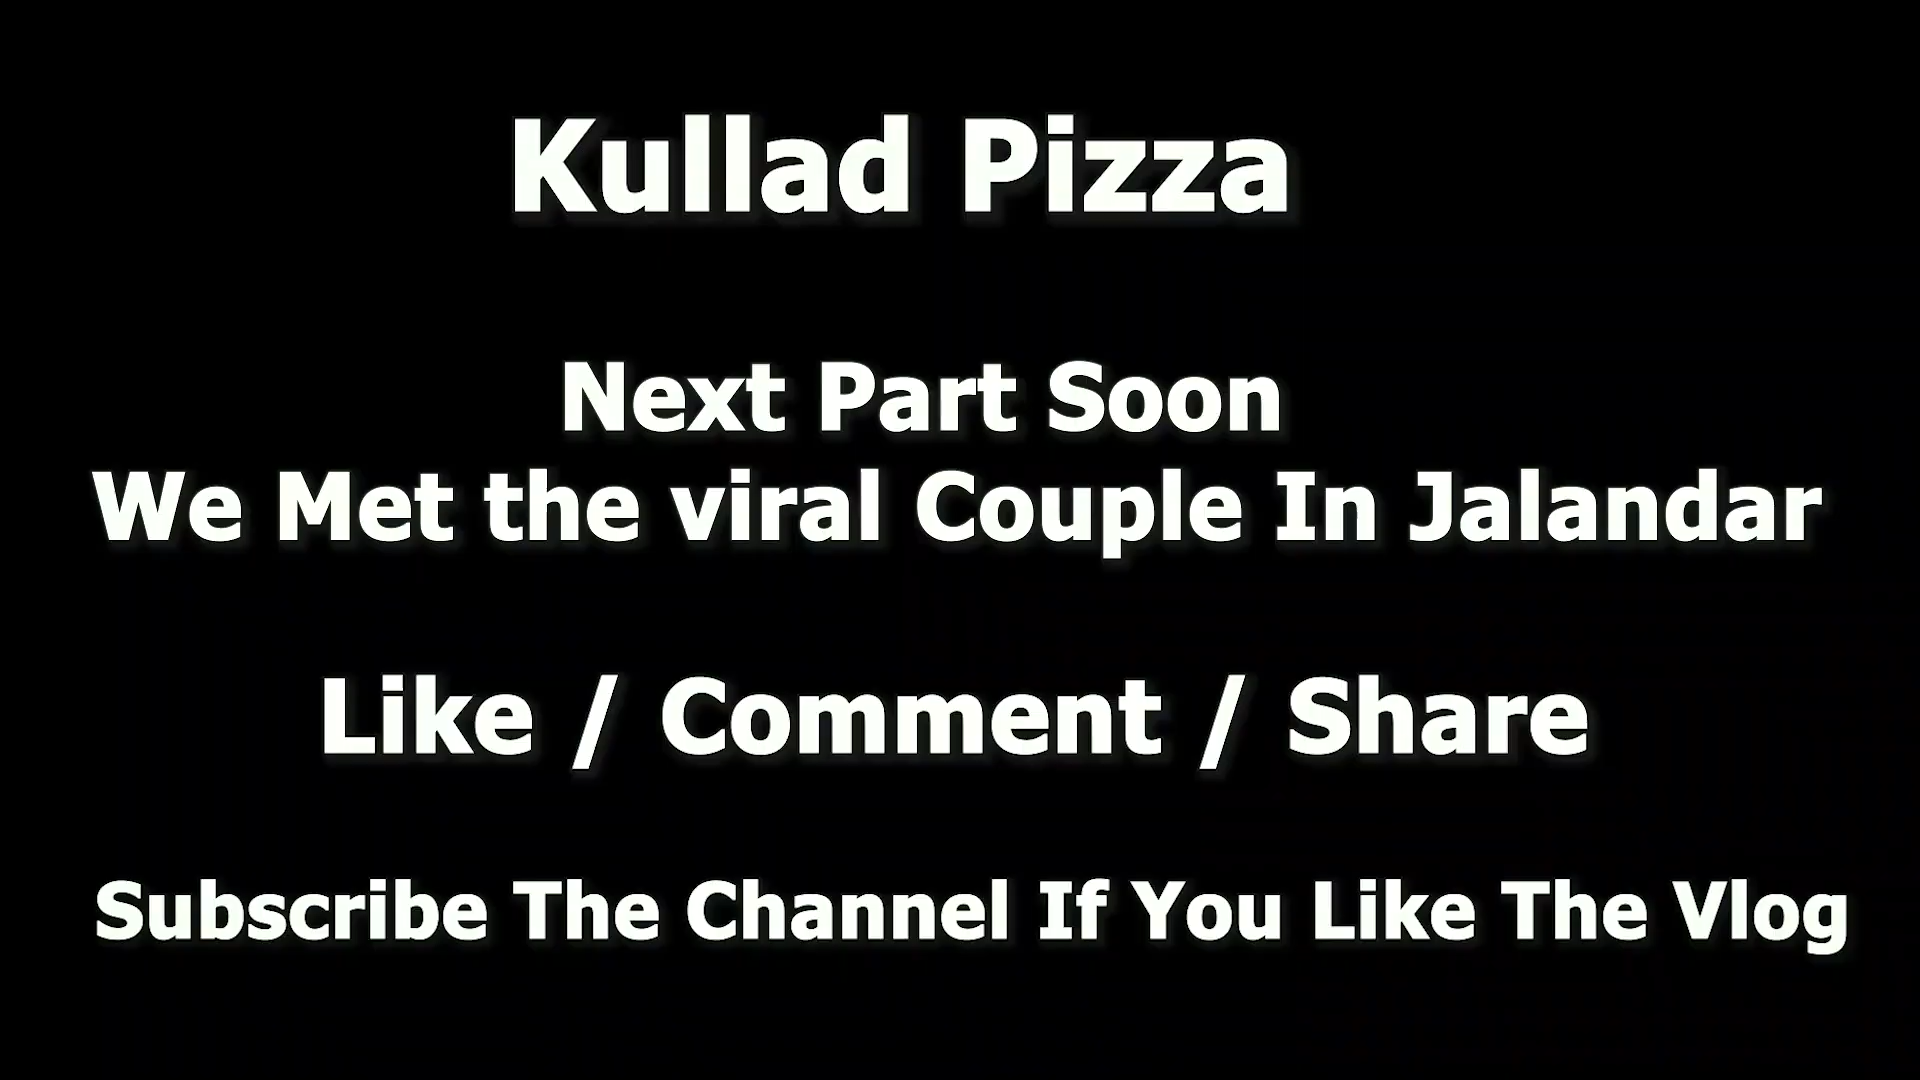 Kullad Pizza
Next Part Soon
We Met the viral Couple In Jalandar
Like / Comment / Share
Subscribe The Channel If You Like The Vlog